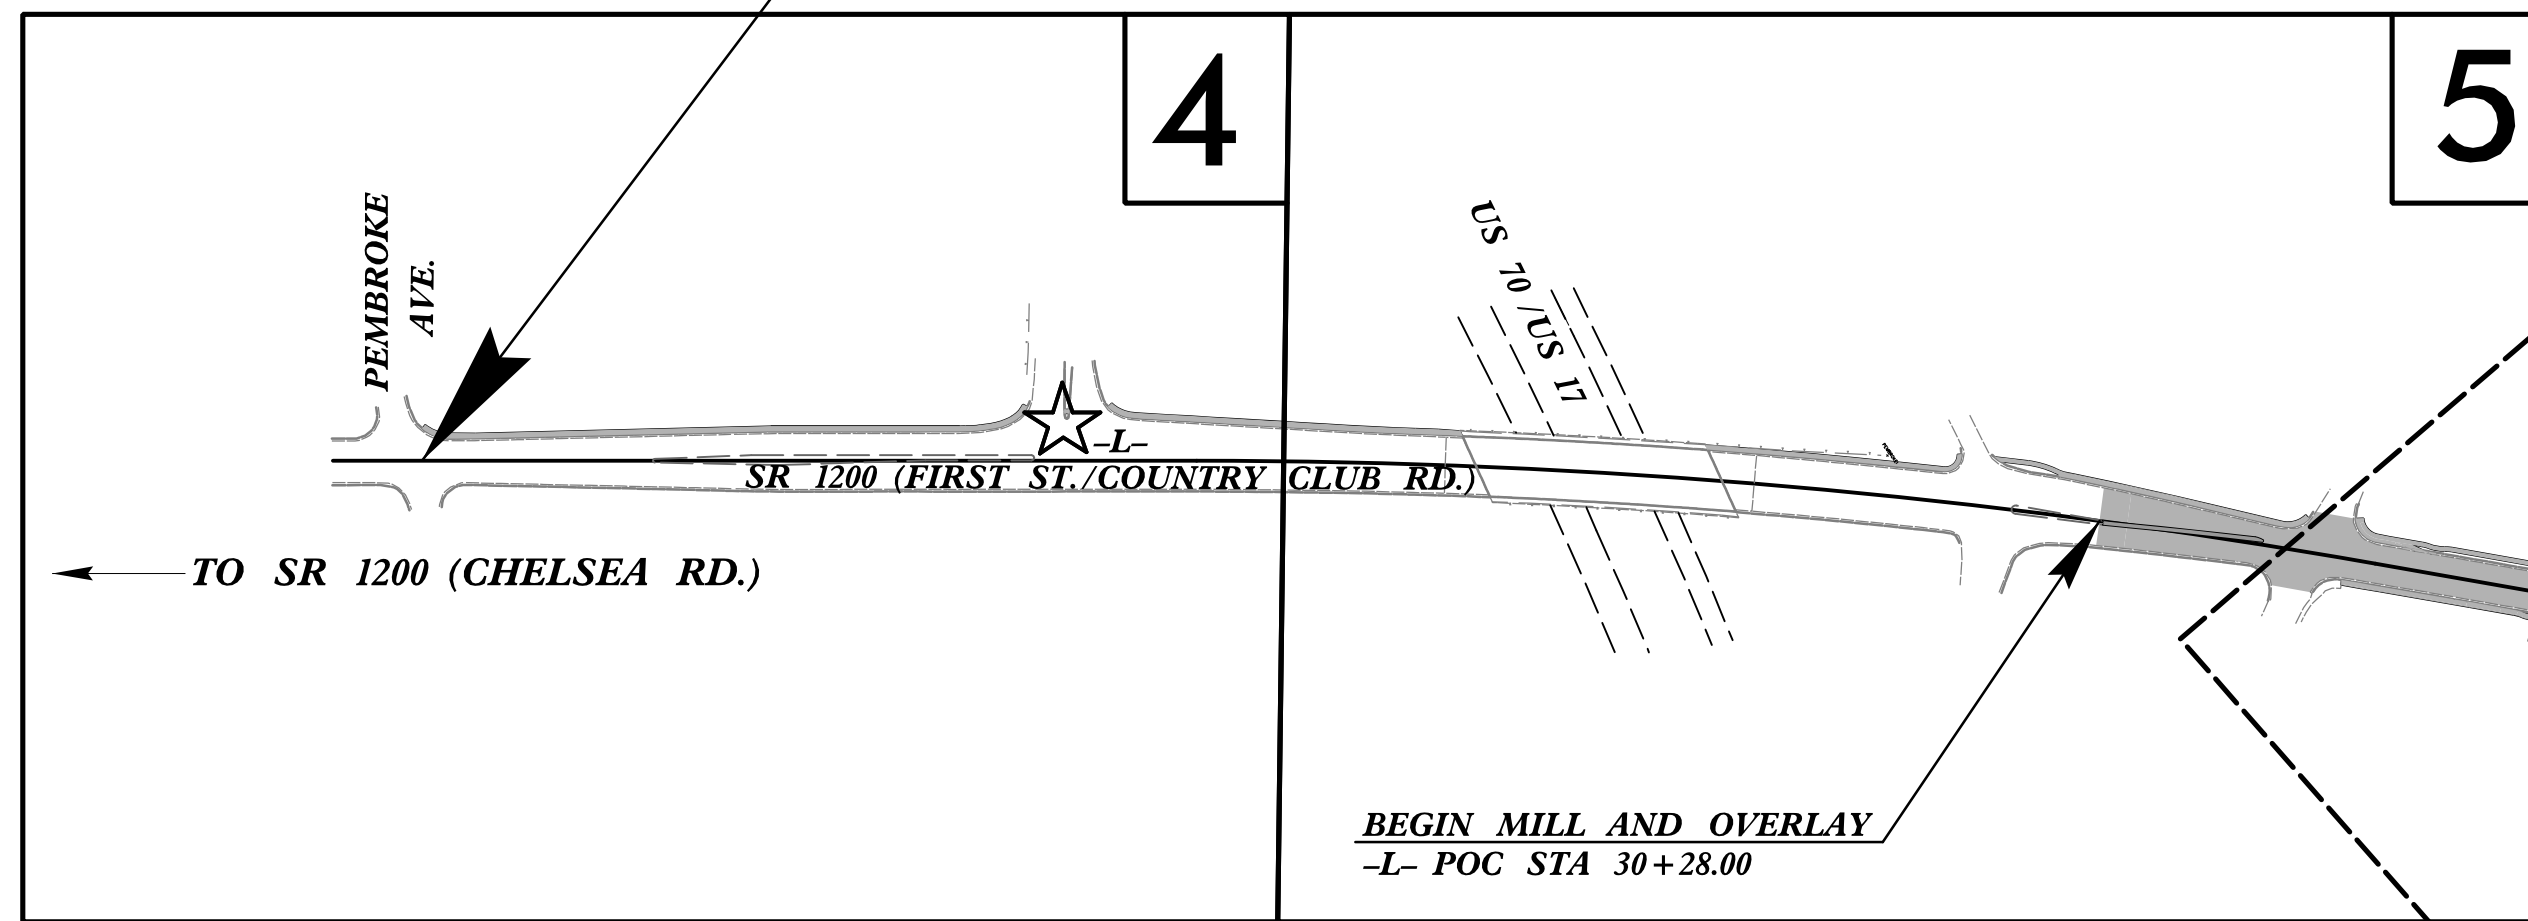 4
5
PEMBROKE
AVE.
US 70 /US 17
–L–
SR 1200 (FIRST ST./COUNTRY CLUB RD.)
TO SR 1200 (CHELSEA RD.)
BEGIN MILL AND OVERLAY
–L– POC STA 30+28.00